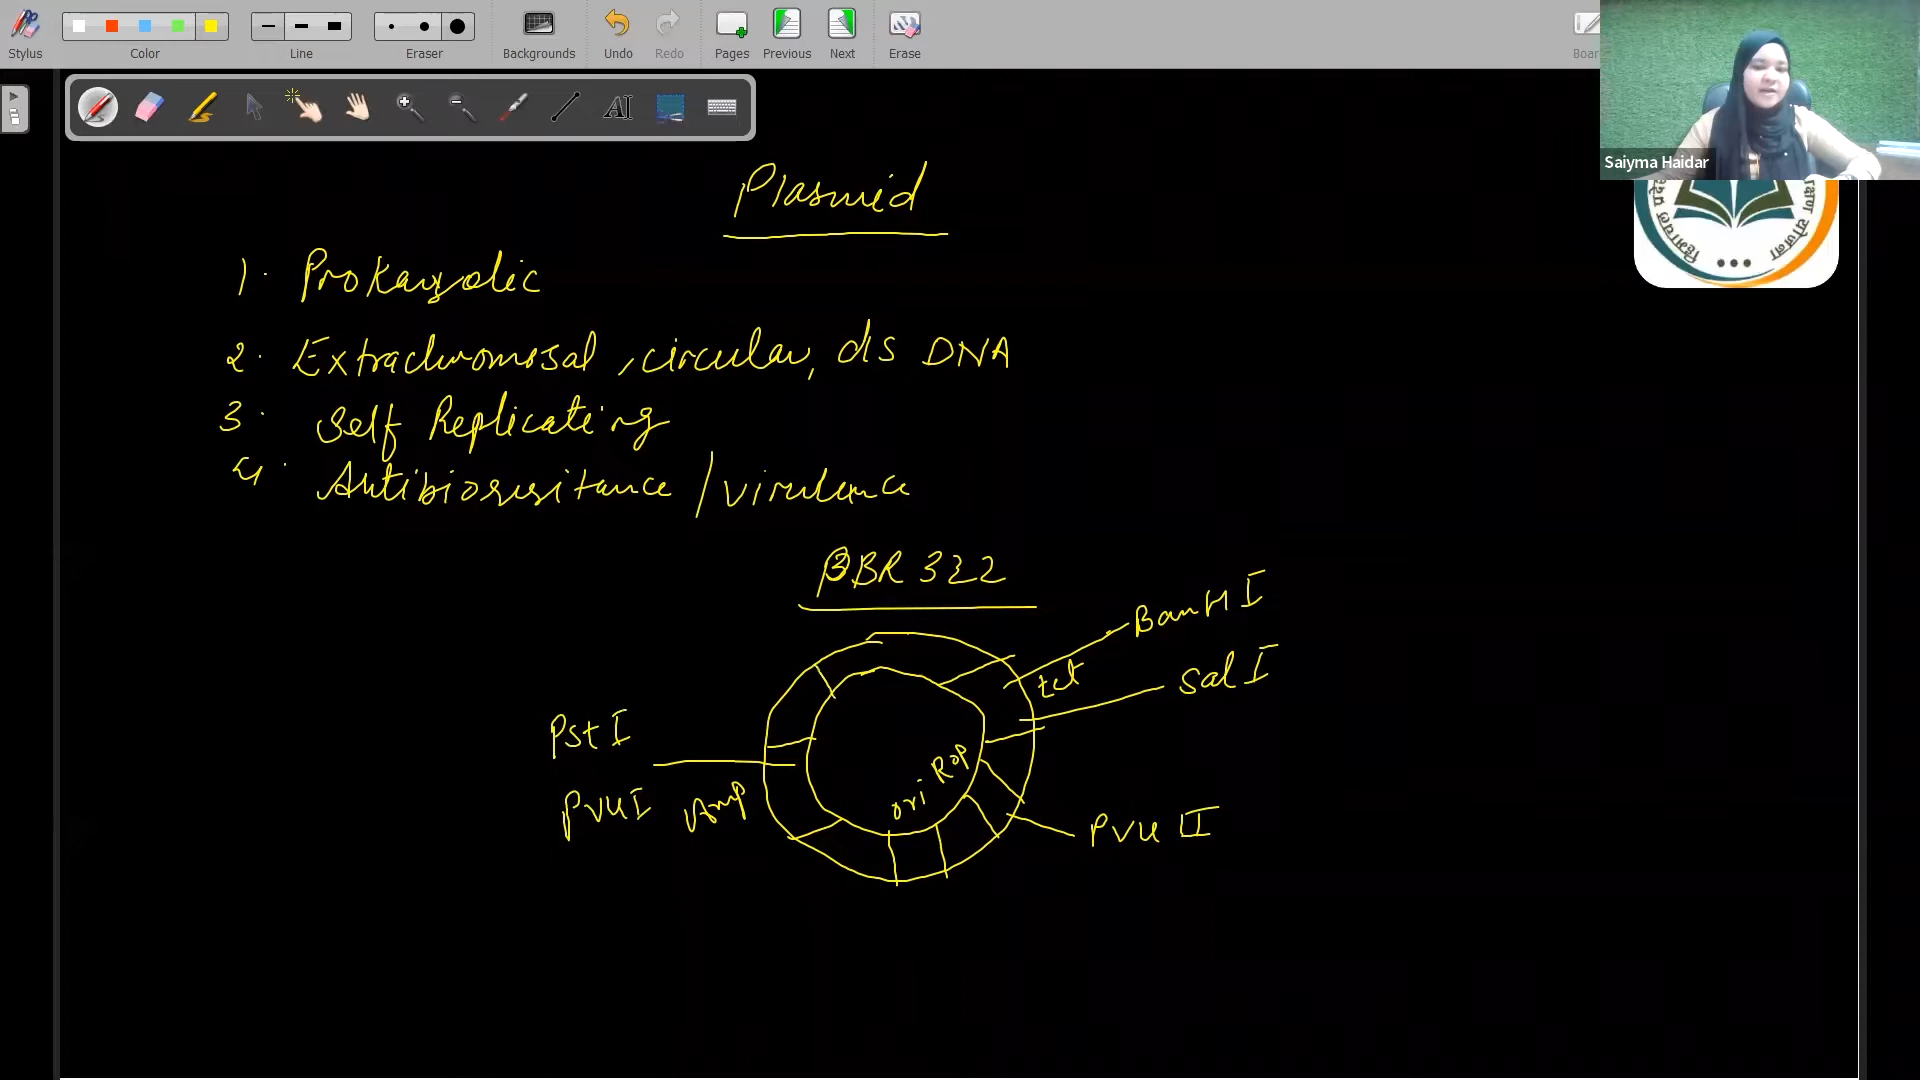 Stylus Color Line Eraser Backgrounds Undo Redo Pages Previous Next Erase Boar
Saiyma Haidar
Plasmid
1. Prokaryotic
2. Extrachromosal, circular, d/s DNA
3. Self Replicating
4. Antibioresitance / virulence
pBR 322
BamH I
tet
Sal I
Pst I
Rop
ori
Pvu I
Amp
Pvu II